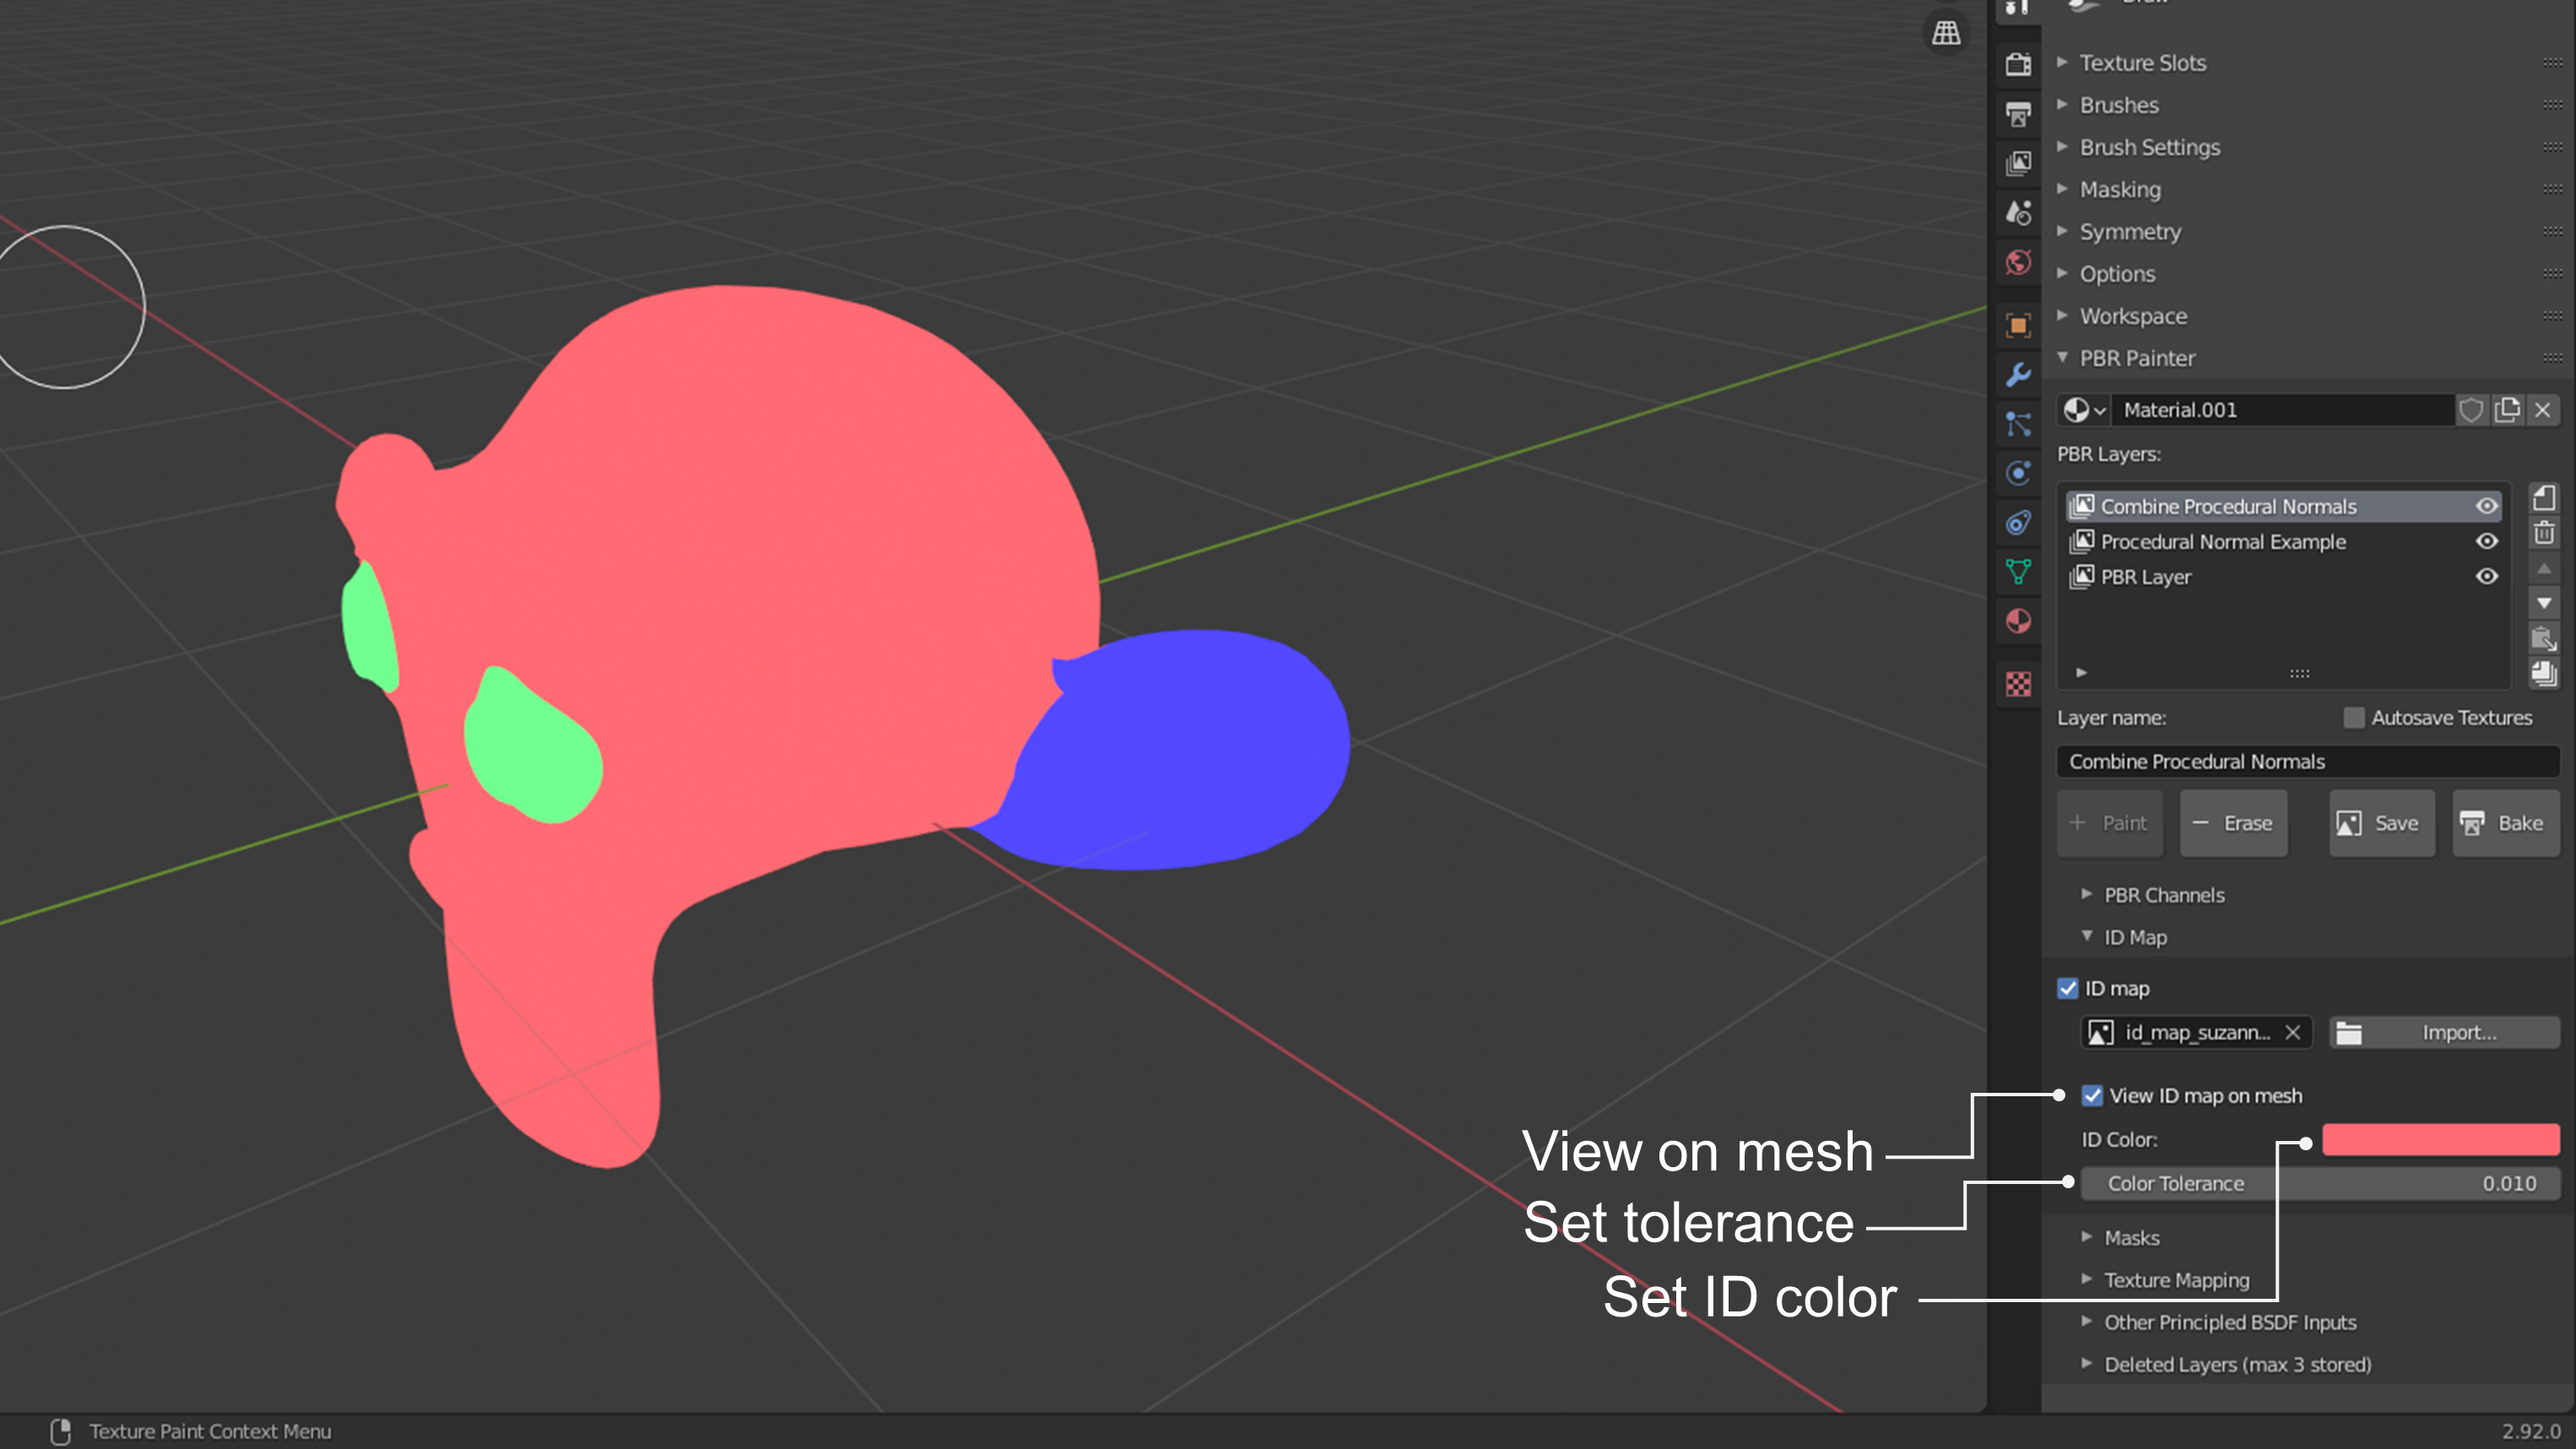 Texture Slots
Brushes
Brush Settings
Masking
Symmetry
Options
Workspace
PBR Painter
Material.001
PBR Layers:
Combine Procedural Normals
Procedural Normal Example
PBR Layer
Layer name:
Autosave Textures
Combine Procedural Normals
Paint
Erase
Save
Bake
PBR Channels
ID Map
ID map
id_map_suzann...
Import...
View ID map on mesh
ID Color:
Color Tolerance 0.010
View on mesh
Set tolerance
Set ID color
Masks
Texture Mapping
Other Principled BSDF Inputs
Deleted Layers (max 3 stored)
Texture Paint Context Menu
2.92.0